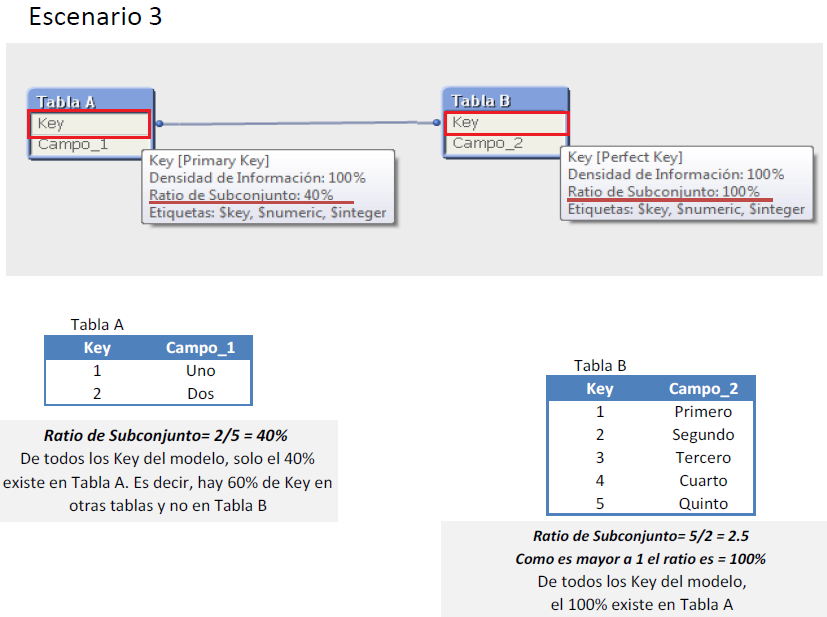 Escenario 3
Tabla A
Key
Campo_1
Key [Primary Key]
Densidad de Información: 100%
Ratio de Subconjunto: 40%
Etiquetas: $key, $numeric, $integer
Tabla B
Key
Campo_2
Key [Perfect Key]
Densidad de Información: 100%
Ratio de Subconjunto: 100%
Etiquetas: $key, $numeric, $integer
Tabla A
Key Campo_1
1 Uno
2 Dos
Ratio de Subconjunto= 2/5 = 40%
De todos los Key del modelo, solo el 40%
existe en Tabla A. Es decir, hay 60% de Key en
otras tablas y no en Tabla B
Tabla B
Key Campo_2
1 Primero
2 Segundo
3 Tercero
4 Cuarto
5 Quinto
Ratio de Subconjunto= 5/2 = 2.5
Como es mayor a 1 el ratio es = 100%
De todos los Key del modelo,
el 100% existe en Tabla A